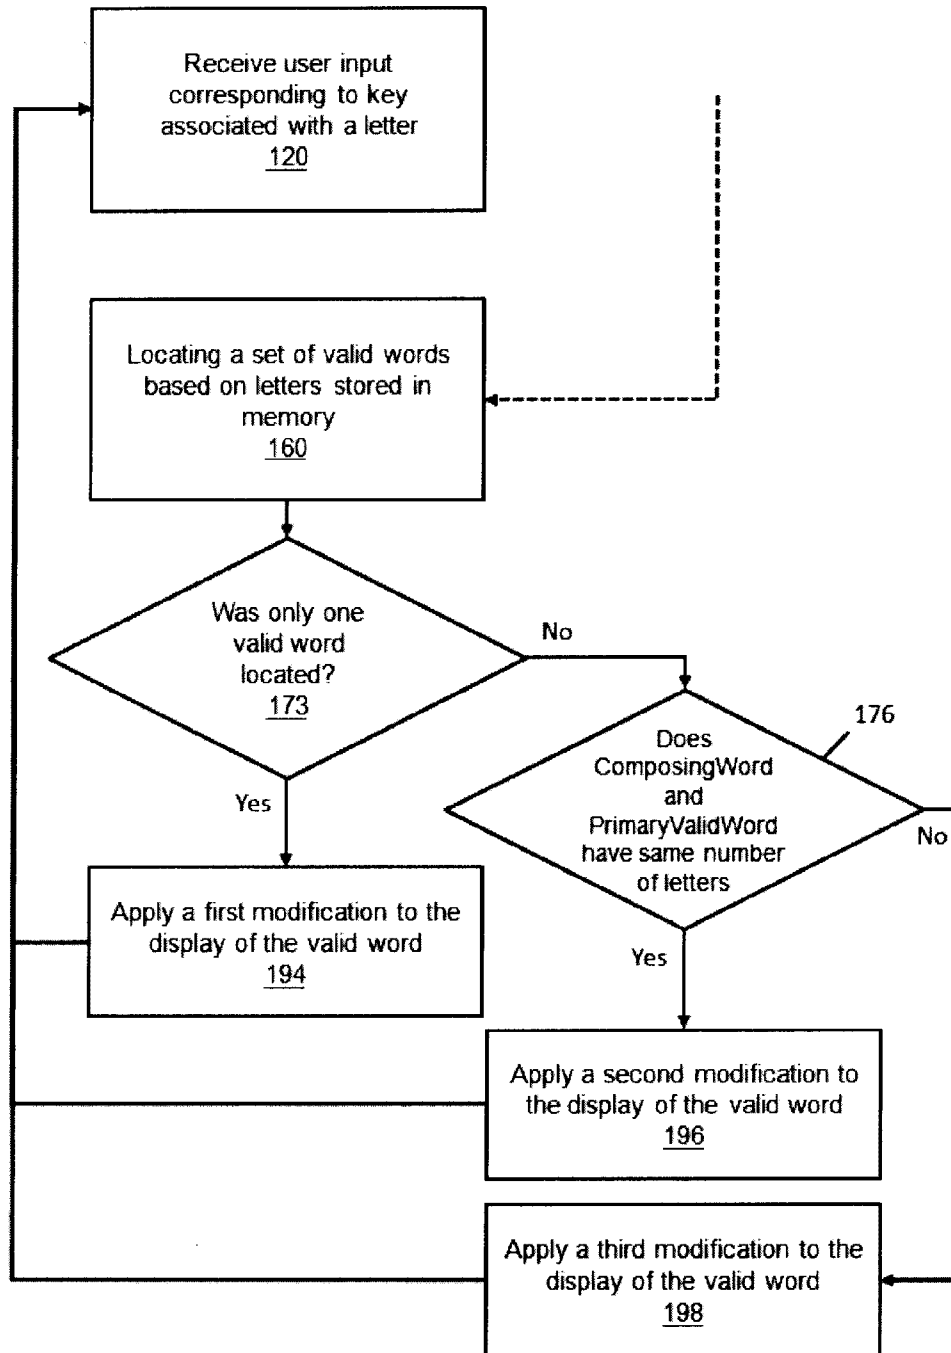 Receive user input
corresponding to key
associated with a letter
120
Locating a set of valid words
based on letters stored in
memory
160
Was only one
valid word
located?
173
No
Yes
176
Does
ComposingWord
and
PrimaryValidWord
have same number
of letters
No
Yes
Apply a first modification to the
display of the valid word
194
Apply a second modification to
the display of the valid word
196
Apply a third modification to the
display of the valid word
198